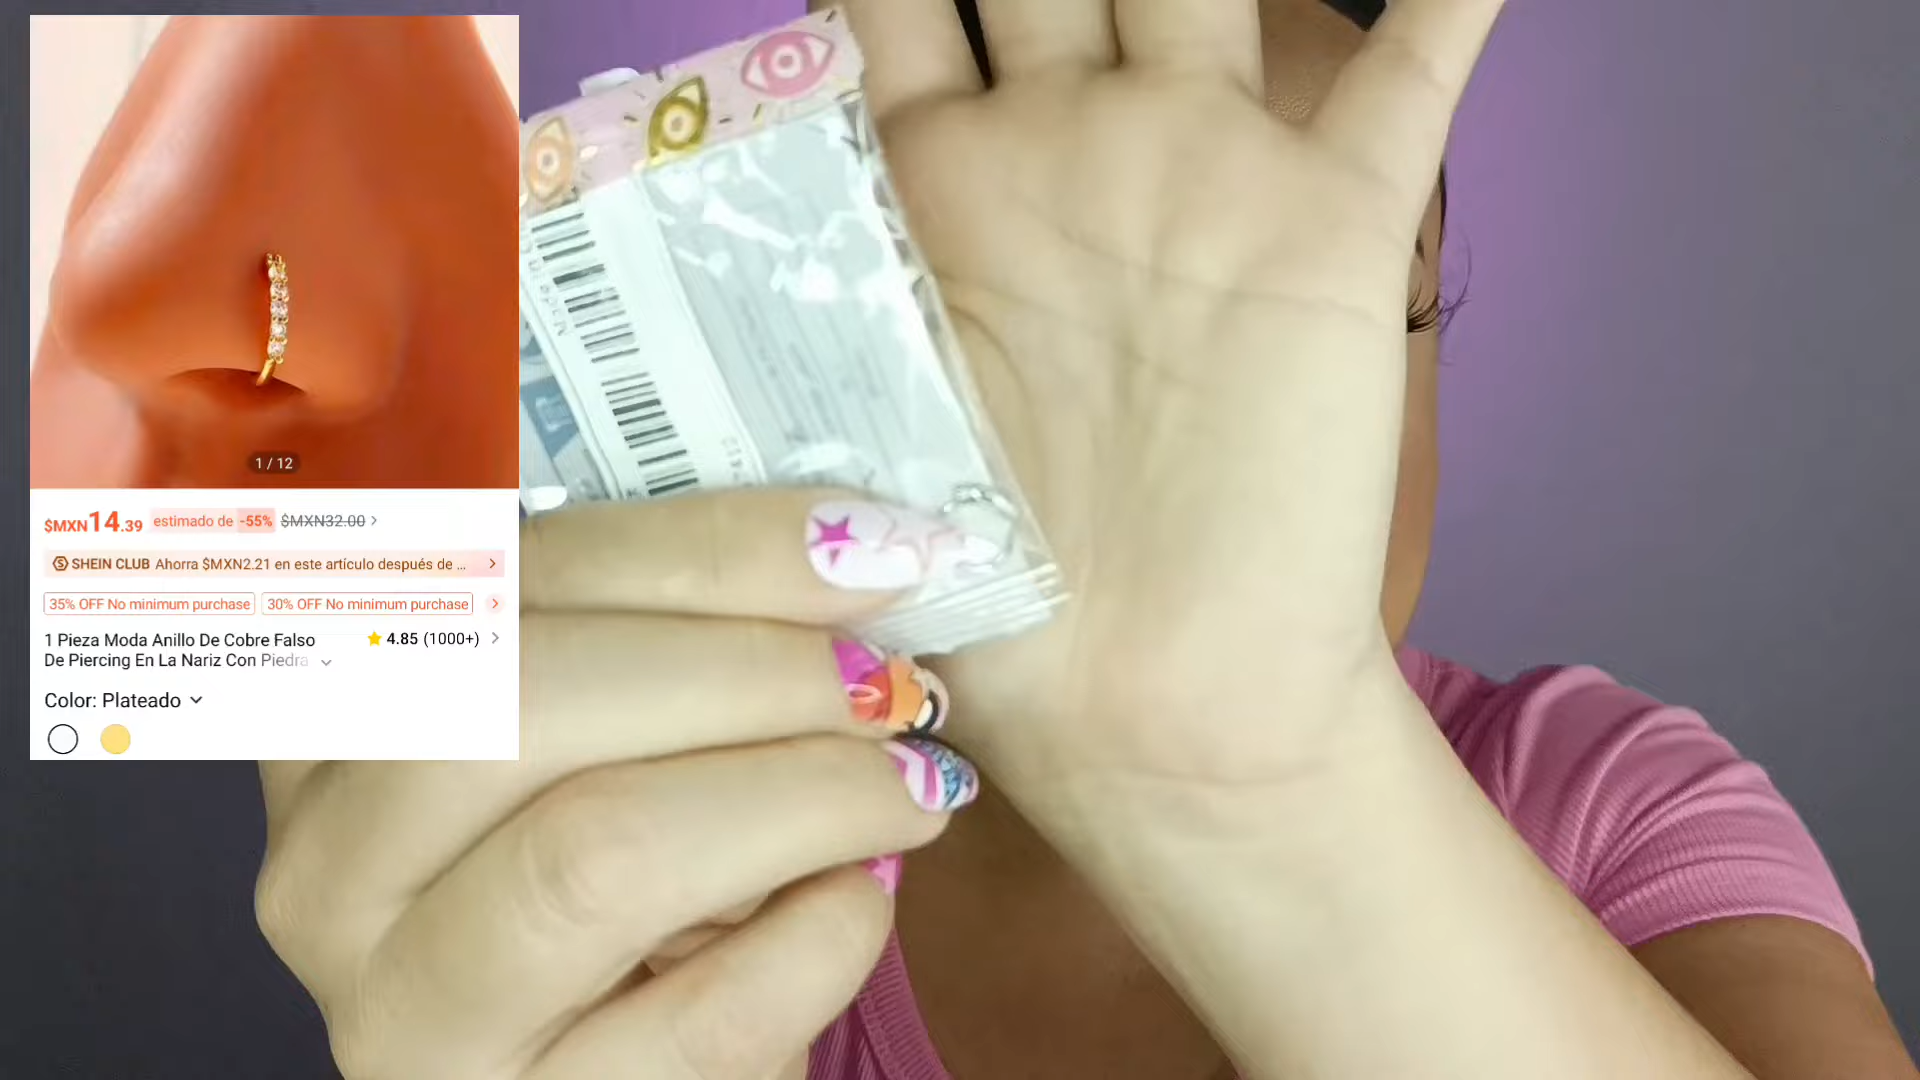 1 / 12
$MXN14.39 estimado de -55% $MXN32.00 >
SHEIN CLUB Ahorra $MXN2.21 en este artículo después de ... >
35% OFF No minimum purchase 30% OFF No minimum purchase >
1 Pieza Moda Anillo De Cobre Falso 4.85 (1000+) >
De Piercing En La Nariz Con Piedra
Color: Plateado